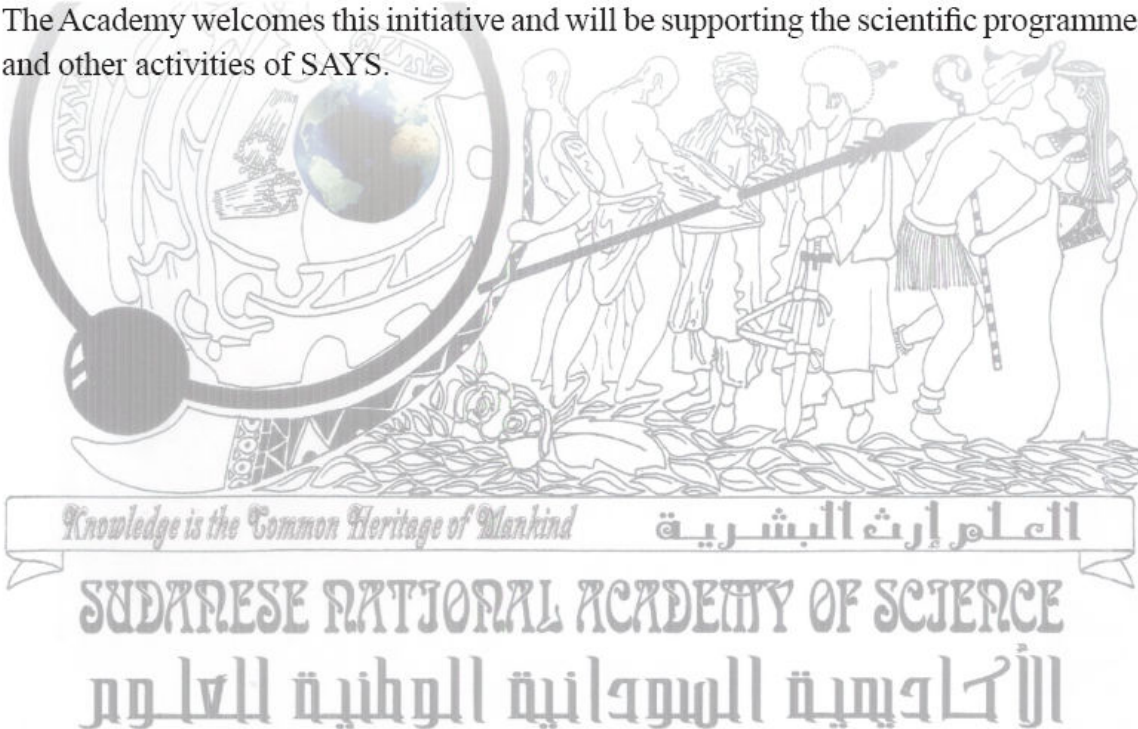 The Academy welcomes this initiative and will be supporting the scientific programme
and other activities of SAYS.
Knowledge is the Common Heritage of Mankind
العلم إرث البشرية
SUDANESE NATIONAL ACADEMY OF SCIENCE
الأكاديمية السودانية الوطنية للعلوم